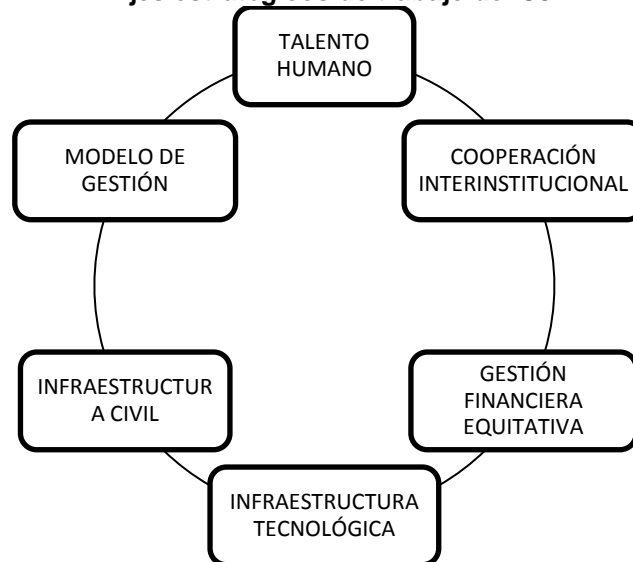 TALENTO
HUMANO
COOPERACIÓN
INTERINSTITUCIONAL
GESTIÓN
FINANCIERA
EQUITATIVA
INFRAESTRUCTURA
TECNOLÓGICA
INFRAESTRUCTUR
A CIVIL
MODELO DE
GESTIÓN